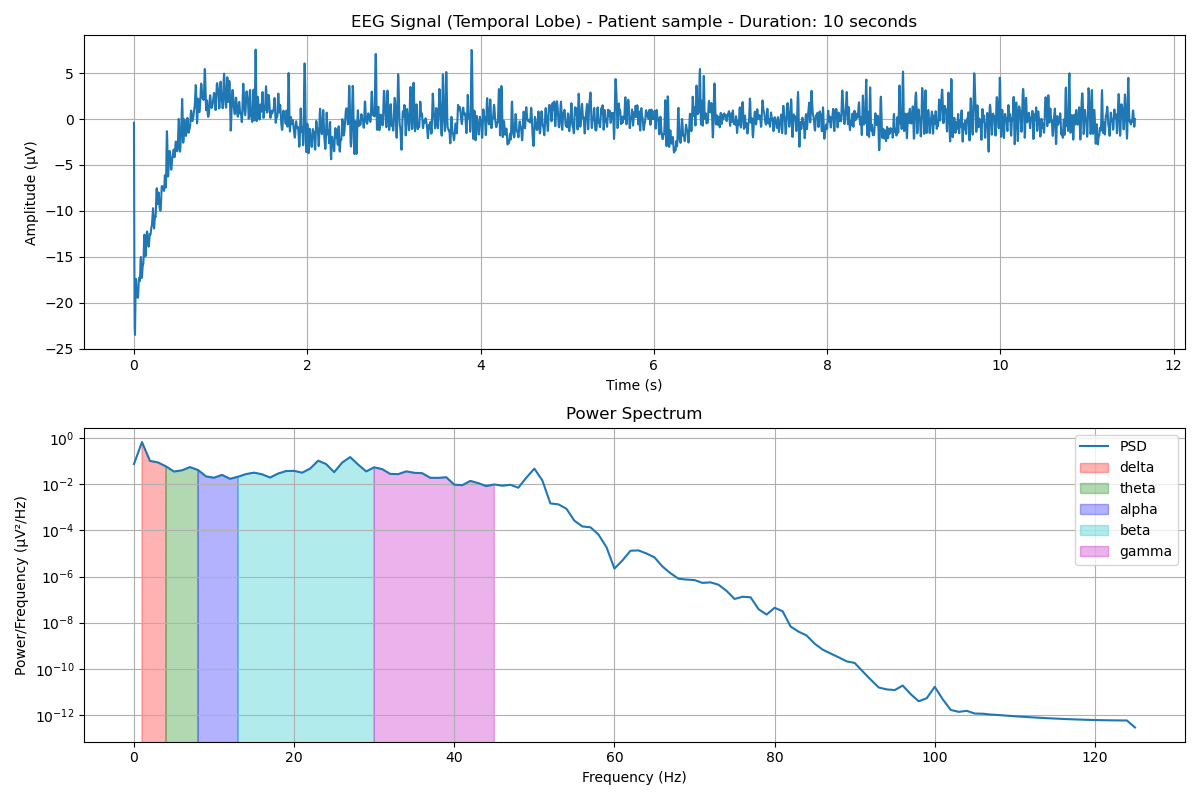 EEG Signal (Temporal Lobe) - Patient sample - Duration: 10 seconds
Amplitude (µV)
5
0
−5
−10
−15
−20
−25
0 2 4 6 8 10 12
Time (s)
Power Spectrum
Power/Frequency (µV²/Hz)
10⁰
10⁻²
10⁻⁴
10⁻⁶
10⁻⁸
10⁻¹⁰
10⁻¹²
PSD
delta
theta
alpha
beta
gamma
0 20 40 60 80 100 120
Frequency (Hz)